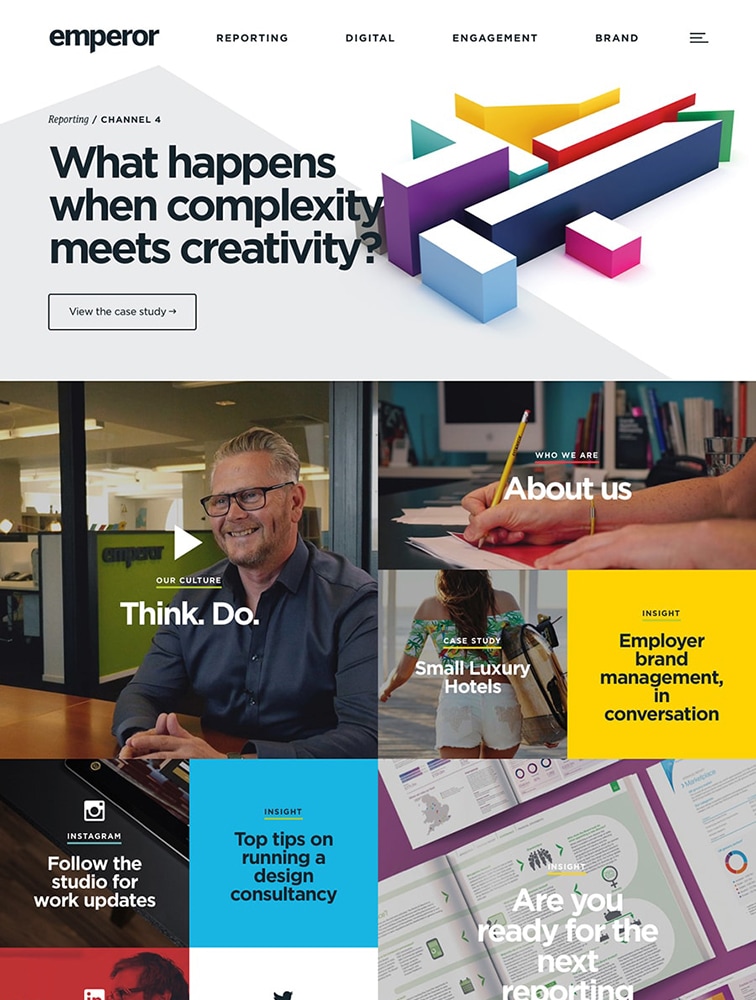 emperor
REPORTING
DIGITAL
ENGAGEMENT
BRAND
Reporting / CHANNEL 4
What happens
when complexity
meets creativity?
View the case study →
emperor
OUR CULTURE
Think. Do.
WHO WE ARE
About us
CASE STUDY
Small Luxury
Hotels
INSIGHT
Employer
brand
management,
in
conversation
INSTAGRAM
Follow the
studio for
work updates
INSIGHT
Top tips on
running a
design
consultancy
Marketplace
INSIGHT
Are you
ready for the
next
reporting
in